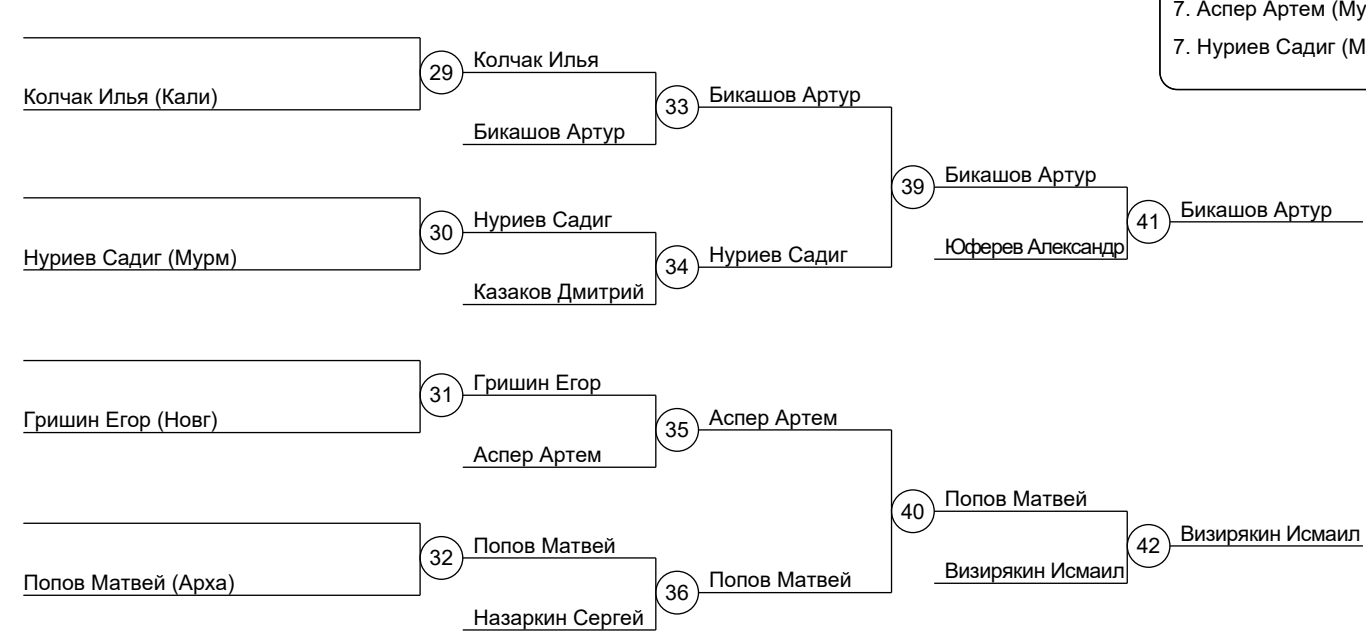 7. Аспер Артем
7. Нуриев Садиг
29 Колчак Илья
Колчак Илья (Кали)
33 Бикашов Артур
Бикашов Артур
39 Бикашов Артур
41 Бикашов Артур
30 Нуриев Садиг
Юферев Александр
Нуриев Садиг (Мурм)
34 Нуриев Садиг
Казаков Дмитрий
31 Гришин Егор
Гришин Егор (Новг)
35 Аспер Артем
Аспер Артем
40 Попов Матвей
42 Визирякин Исмаил
32 Попов Матвей
Визирякин Исмаил
Попов Матвей (Арха)
36 Попов Матвей
Назаркин Сергей